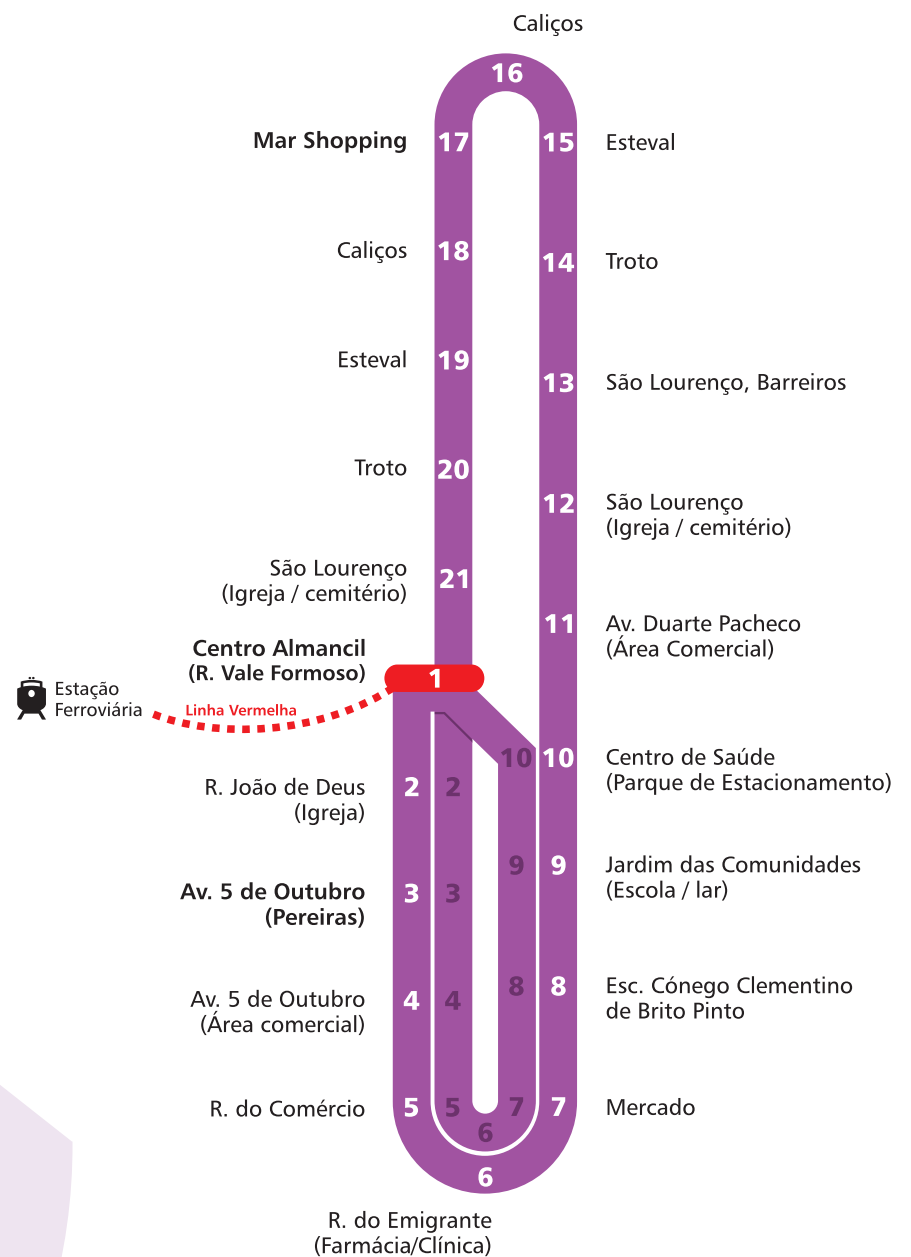 Caliços
16
Mar Shopping
17
15
Esteval
Caliços
18
14
Troto
Esteval
19
13
São Lourenço, Barreiros
Troto
20
12
São Lourenço
(Igreja / cemitério)
São Lourenço
(Igreja / cemitério)
21
11
Av. Duarte Pacheco
(Área Comercial)
Centro Almancil
(R. Vale Formoso)
1
Estação
Ferroviária
Linha Vermelha
10
10
Centro de Saúde
(Parque de Estacionamento)
R. João de Deus
(Igreja)
2
2
9
9
Jardim das Comunidades
(Escola / lar)
Av. 5 de Outubro
(Pereiras)
3
3
8
8
Esc. Cónego Clementino
de Brito Pinto
Av. 5 de Outubro
(Área comercial)
4
4
R. do Comércio
5
5
7
7
Mercado
6
6
R. do Emigrante
(Farmácia/Clínica)